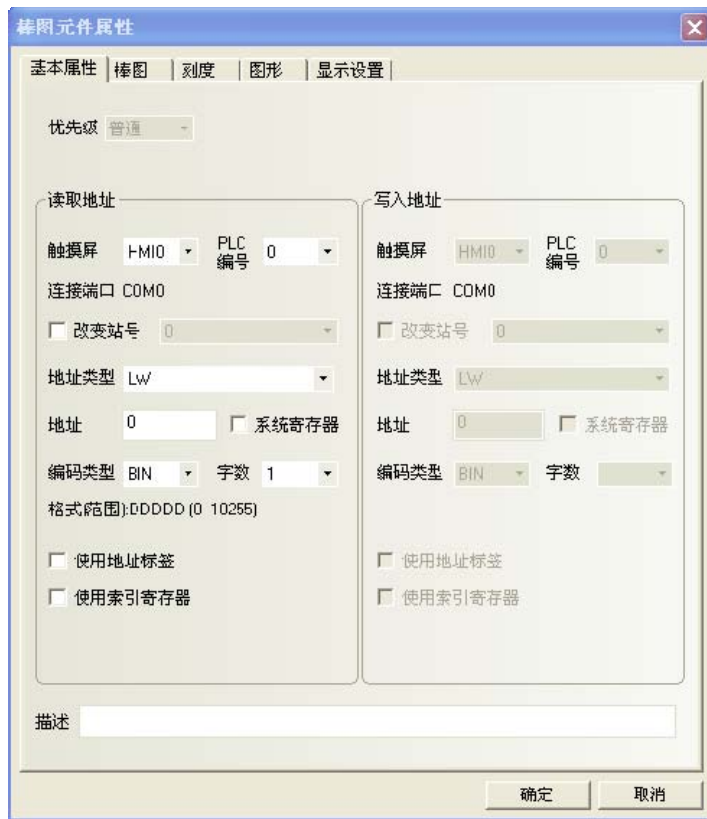 棒图元件属性
基本属性 棒图 刻度 图形 显示设置
优先级 普通
读取地址
触摸屏 HMI0 PLC编号 0
连接端口 COM0
改变站号 0
地址类型 LW
地址 0 系统寄存器
编码类型 BIN 字数 1
格式(范围):DDDDD (0 10255)
使用地址标签
使用索引寄存器
写入地址
触摸屏 HMI0 PLC编号 0
连接端口 COM0
改变站号 0
地址类型 LW
地址 0 系统寄存器
编码类型 BIN 字数
使用地址标签
使用索引寄存器
描述
确定 取消